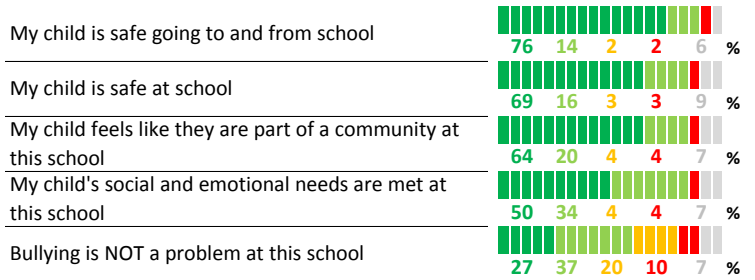 My child is safe going to and from school
76 14 2 2 6 %
My child is safe at school
69 16 3 3 9 %
My child feels like they are part of a community at
this school
64 20 4 4 7 %
My child's social and emotional needs are met at
this school
50 34 4 4 7 %
Bullying is NOT a problem at this school
27 37 20 10 7 %